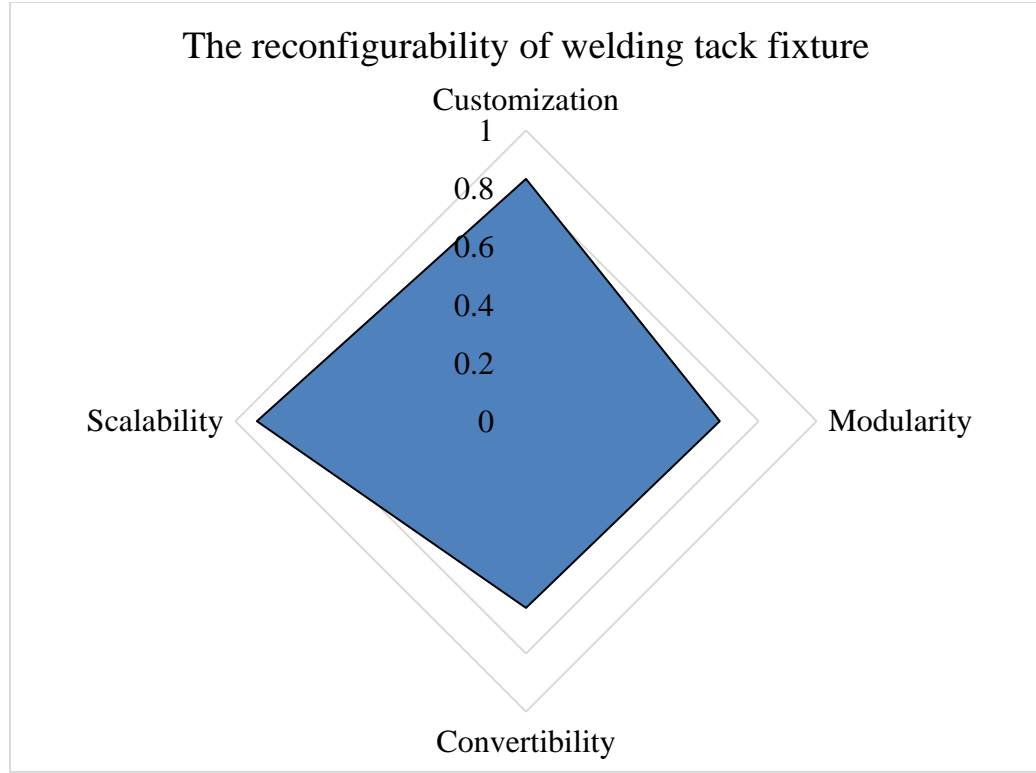 The reconfigurability of welding tack fixture
Customization
1
0.8
0.6
0.4
0.2
0
Scalability
Modularity
Convertibility